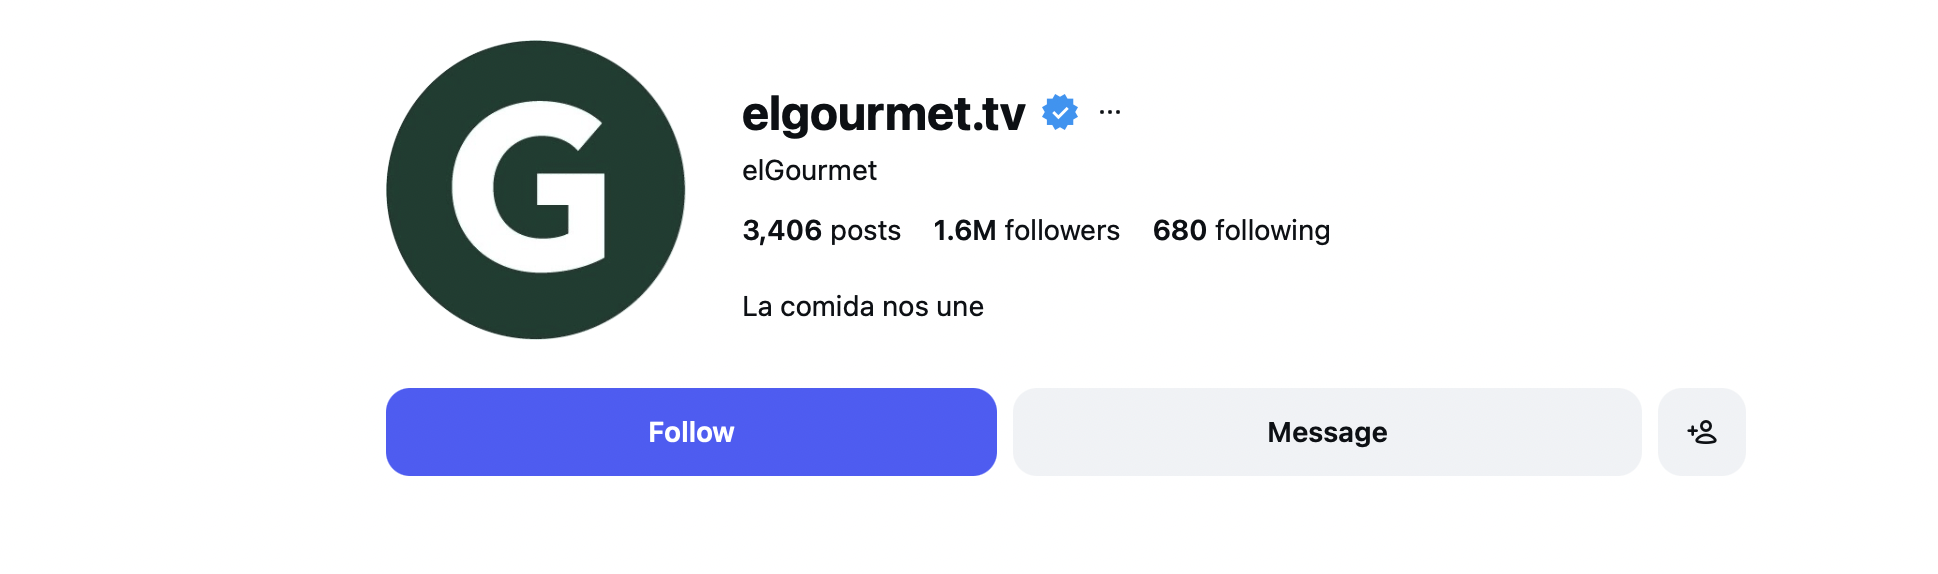 G
elgourmet.tv
elGourmet
3,406 posts 1.6M followers 680 following
La comida nos une
Follow Message